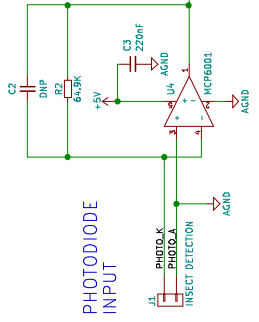 C3
220nF
AGND
C2
DNP
R2
64.9K
+5V
U4
MCP6001
1
5
2
3
4
+
-
+
-
AGND
AGND
PHOTODIODE
INPUT
PHOTO_K
PHOTO_A
J1
INSECT DETECTION